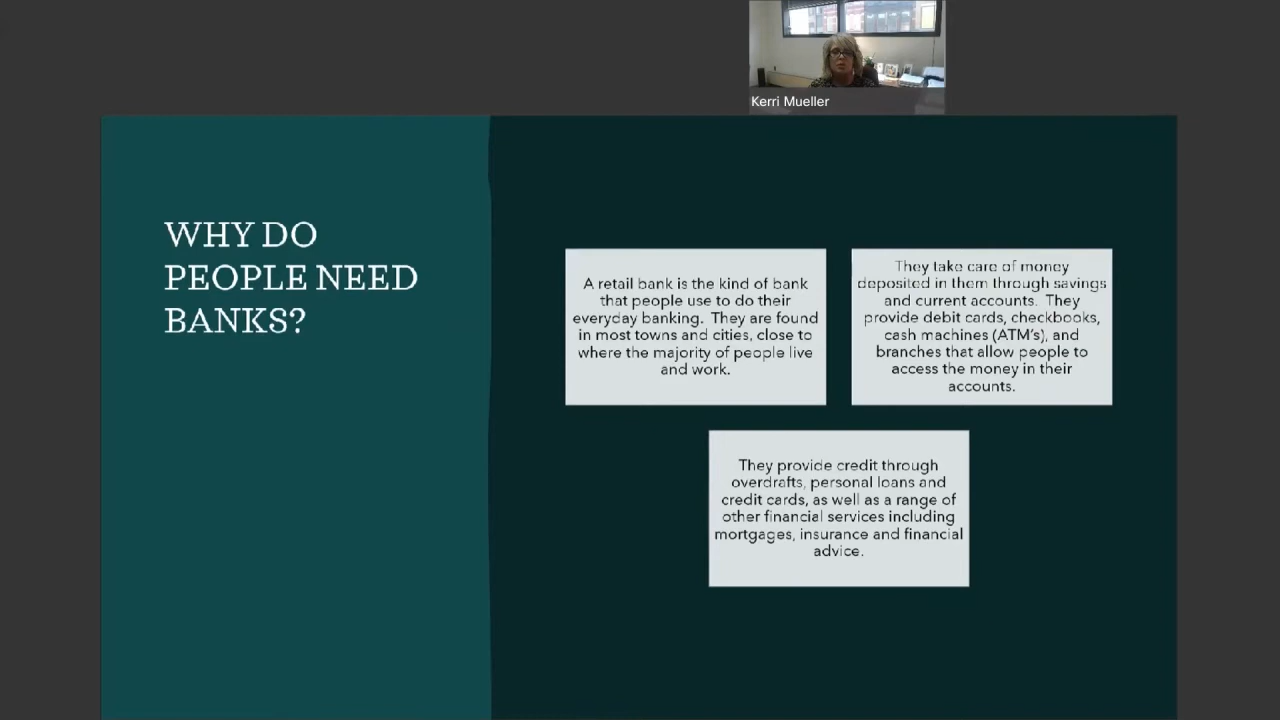 Kerri Mueller
WHY DO
PEOPLE NEED
BANKS?
A retail bank is the kind of bank
that people use to do their
everyday banking. They are found
in most towns and cities, close to
where the majority of people live
and work.
They take care of money
deposited in them through savings
and current accounts. They
provide debit cards, checkbooks,
cash machines (ATM's), and
branches that allow people to
access the money in their
accounts.
They provide credit through
overdrafts, personal loans and
credit cards, as well as a range of
other financial services including
mortgages, insurance and financial
advice.